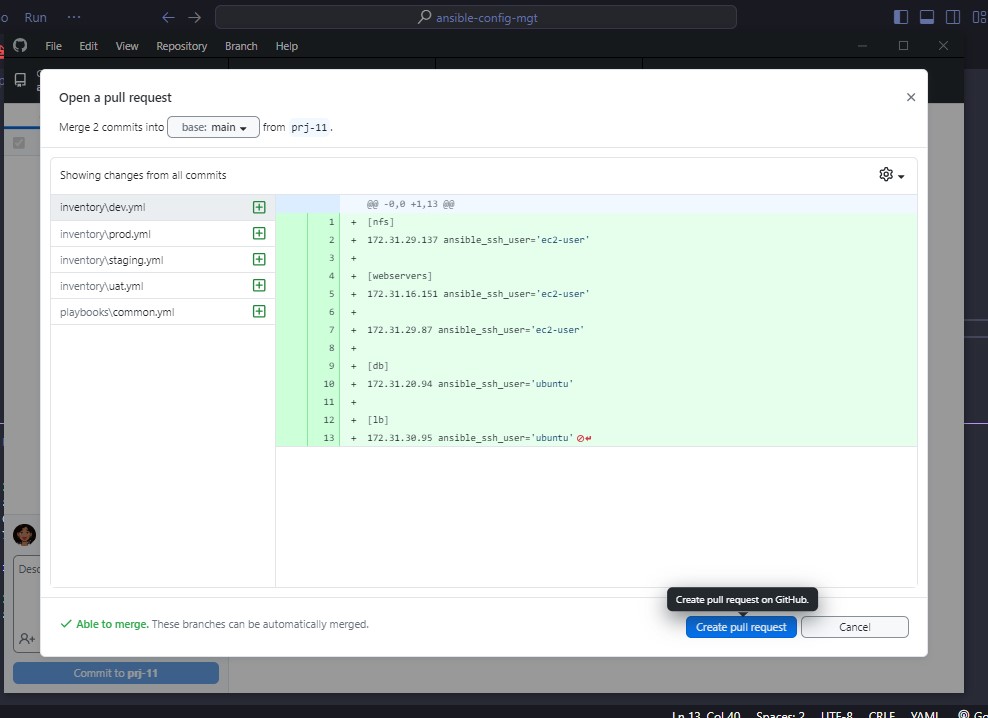 Run ··· ansible-config-mgt
File Edit View Repository Branch Help
Open a pull request
Merge 2 commits into base: main from prj-11.
Showing changes from all commits
inventory\dev.yml
inventory\prod.yml
inventory\staging.yml
inventory\uat.yml
playbooks\common.yml
@@ -0,0 +1,13 @@
1 + [nfs]
2 + 172.31.29.137 ansible_ssh_user='ec2-user'
3 +
4 + [webservers]
5 + 172.31.16.151 ansible_ssh_user='ec2-user'
6 +
7 + 172.31.29.87 ansible_ssh_user='ec2-user'
8 +
9 + [db]
10 + 172.31.20.94 ansible_ssh_user='ubuntu'
11 +
12 + [lb]
13 + 172.31.30.95 ansible_ssh_user='ubuntu'
Desc
Create pull request on GitHub.
Able to merge. These branches can be automatically merged.
Create pull request Cancel
Commit to prj-11
Ln 13, Col 40 Spaces: 2 UTF-8 CRLF YAML Go